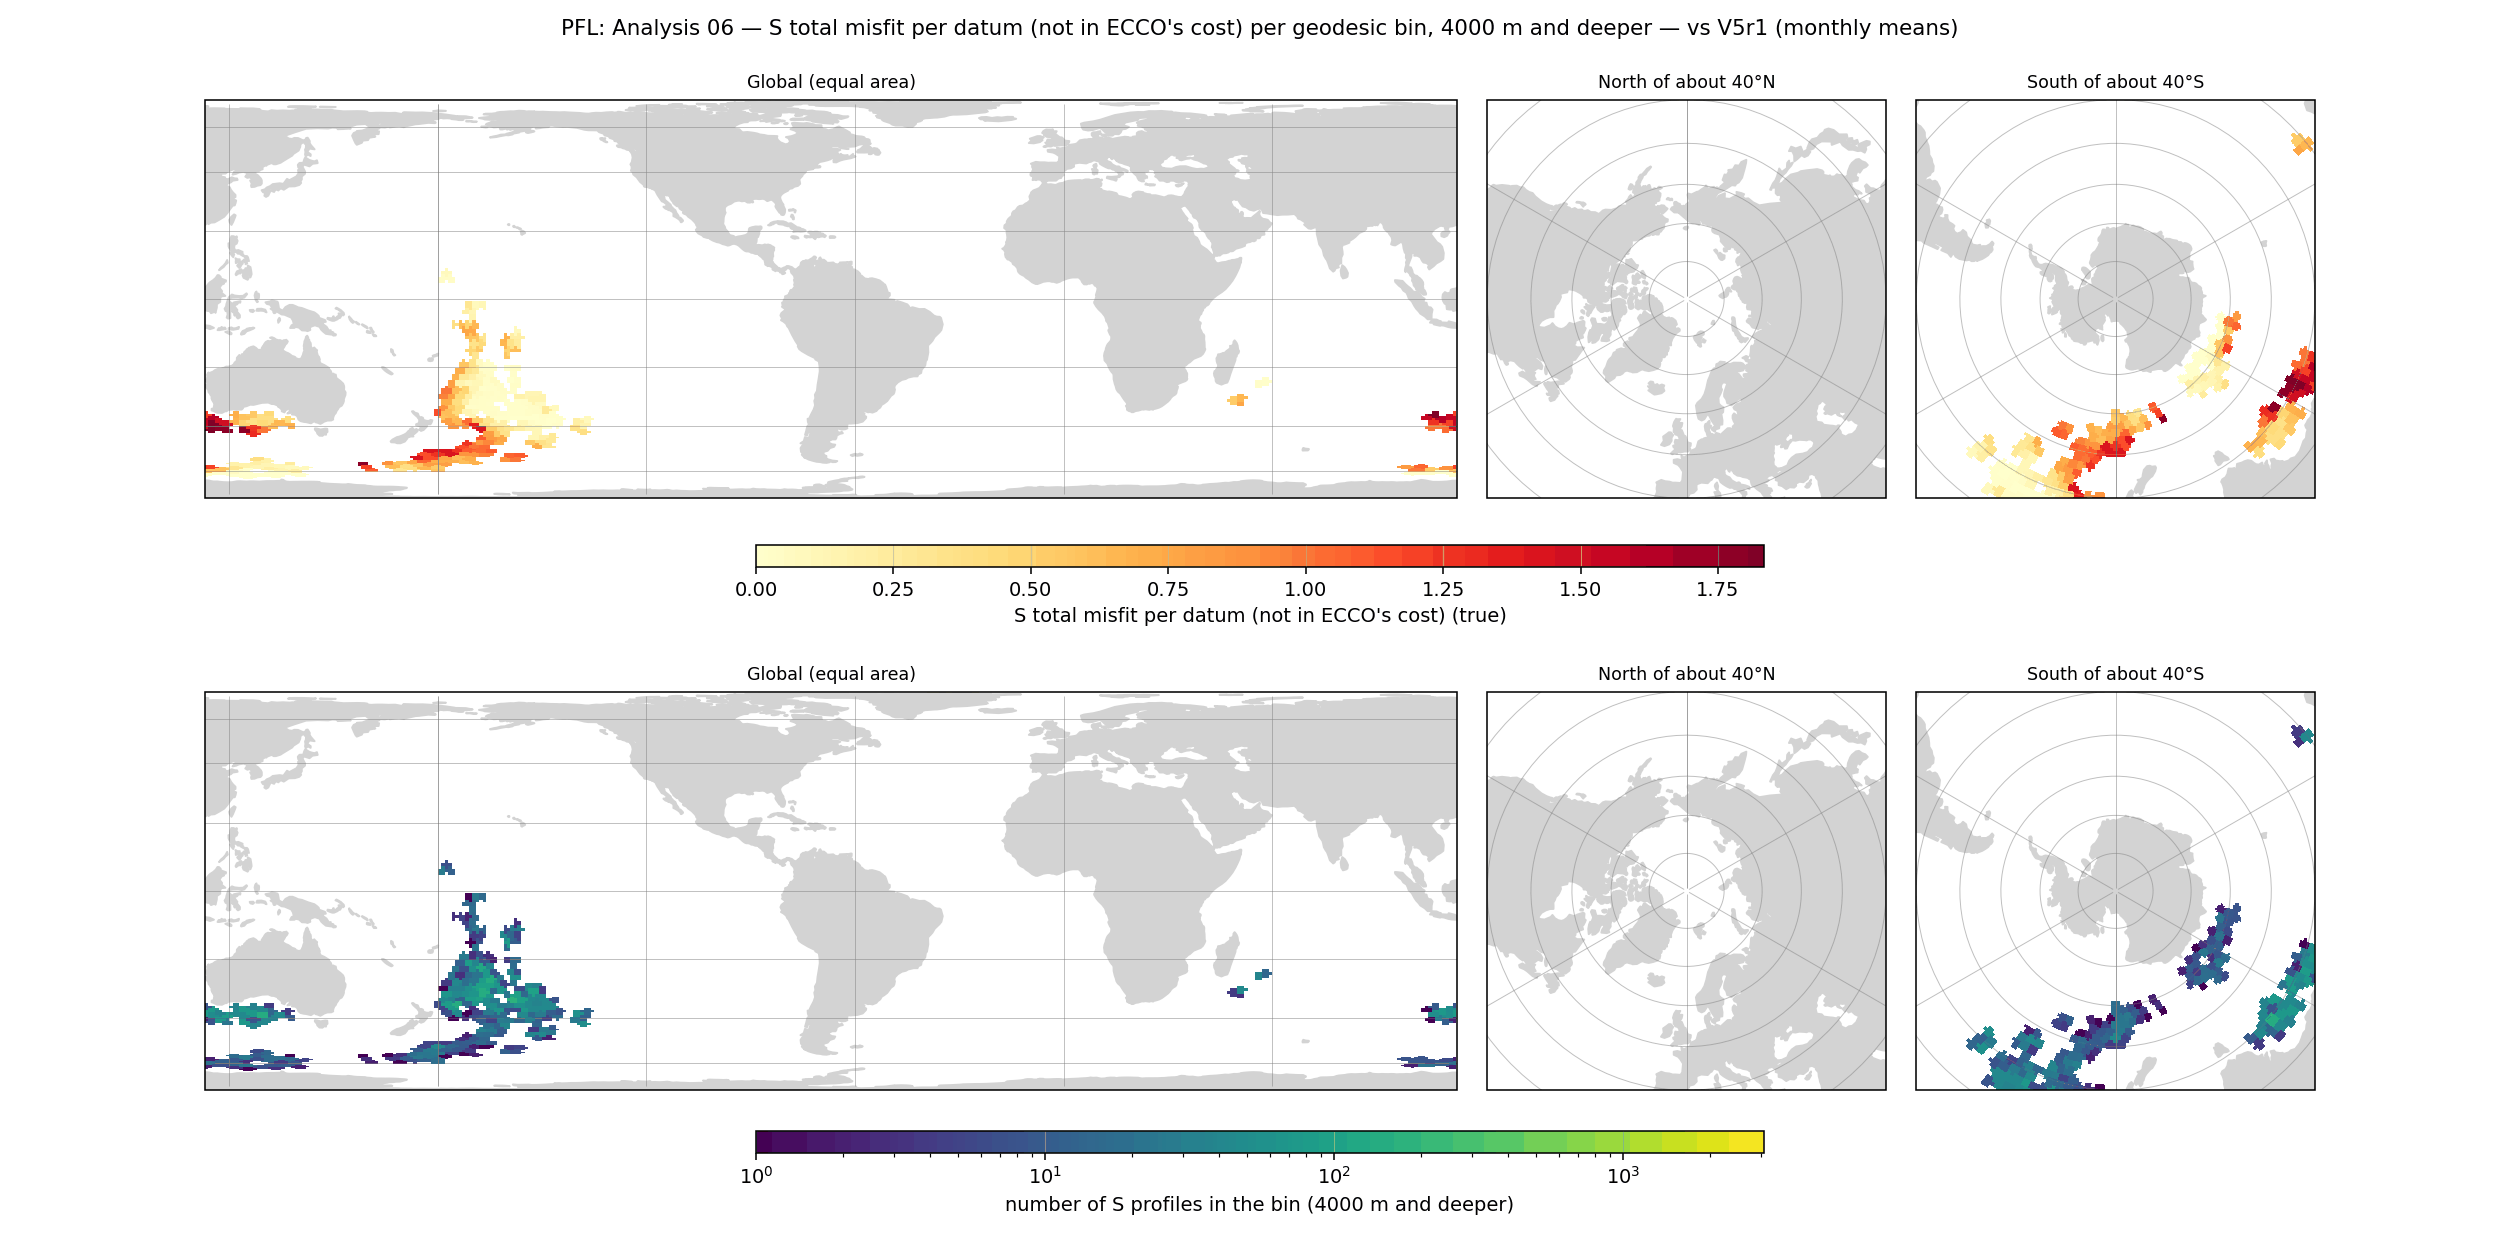 PFL: Analysis 06 — S total misfit per datum (not in ECCO's cost) per geodesic bin, 4000 m and deeper — vs V5r1 (monthly means)
Global (equal area)
North of about 40°N
South of about 40°S
0.00 0.25 0.50 0.75 1.00 1.25 1.50 1.75
S total misfit per datum (not in ECCO's cost) (true)
Global (equal area)
North of about 40°N
South of about 40°S
10⁰ 10¹ 10² 10³
number of S profiles in the bin (4000 m and deeper)